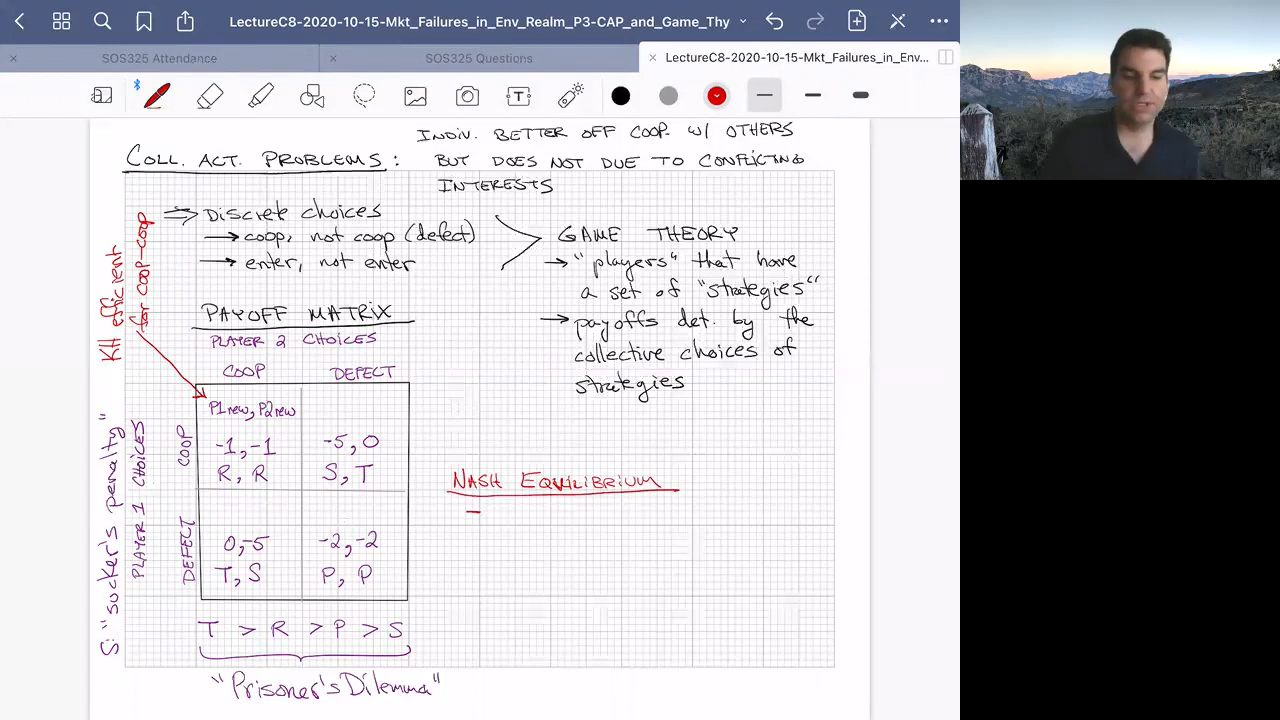 LectureC8-2020-10-15-Mkt_Failures_in_Env_Realm_P3-CAP_and_Game_Thy
SOS325 Attendance
SOS325 Questions
LectureC8-2020-10-15-Mkt_Failures_in_Env...
INDIV. BETTER OFF COOP. W/ OTHERS
COLL. ACT. PROBLEMS: BUT DOES NOT DUE TO CONFLICTING
INTERESTS
⇒ Discrete choices
→ coop, not coop (defect)
→ enter, not enter
GAME THEORY
→ "players" that have
a set of "strategies"
→ payoffs det. by the
collective choices of
strategies
KH efficient
for coop-coop
PAYOFF MATRIX
PLAYER 2 CHOICES
COOP DEFECT
PLAYER 1 CHOICES
COOP
P1rew, P2rew
-1, -1 -5, 0
R, R S, T
DEFECT
0, -5 -2, -2
T, S P, P
S: "sucker's penalty"
T > R > P > S
"Prisoner's Dilemma"
NASH EQUILIBRIUM
–